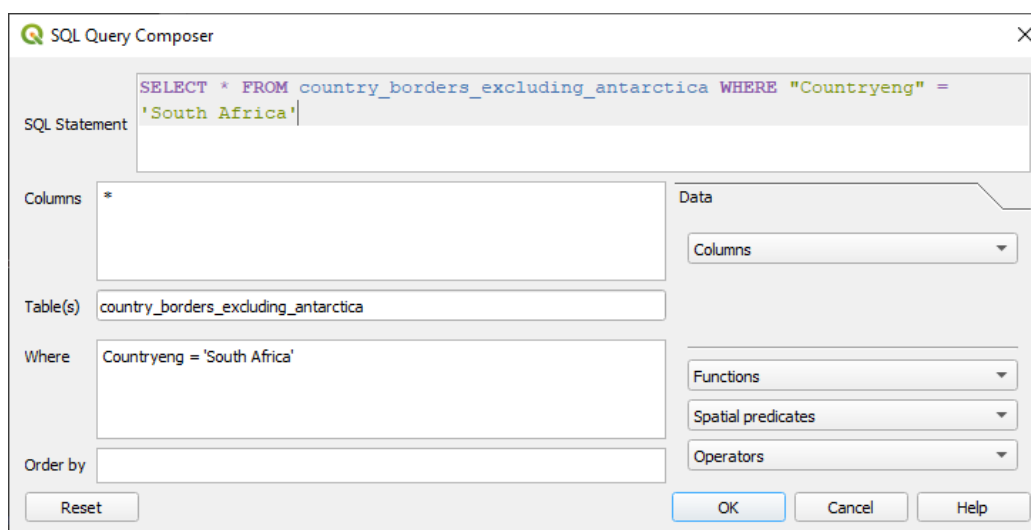 SQL Query Composer
SELECT * FROM country_borders_excluding_antarctica WHERE "Countryeng" =
'South Africa'
SQL Statement
Columns
*
Data
Columns
Table(s)
country_borders_excluding_antarctica
Where
Countryeng = 'South Africa'
Functions
Spatial predicates
Operators
Order by
Reset
OK
Cancel
Help